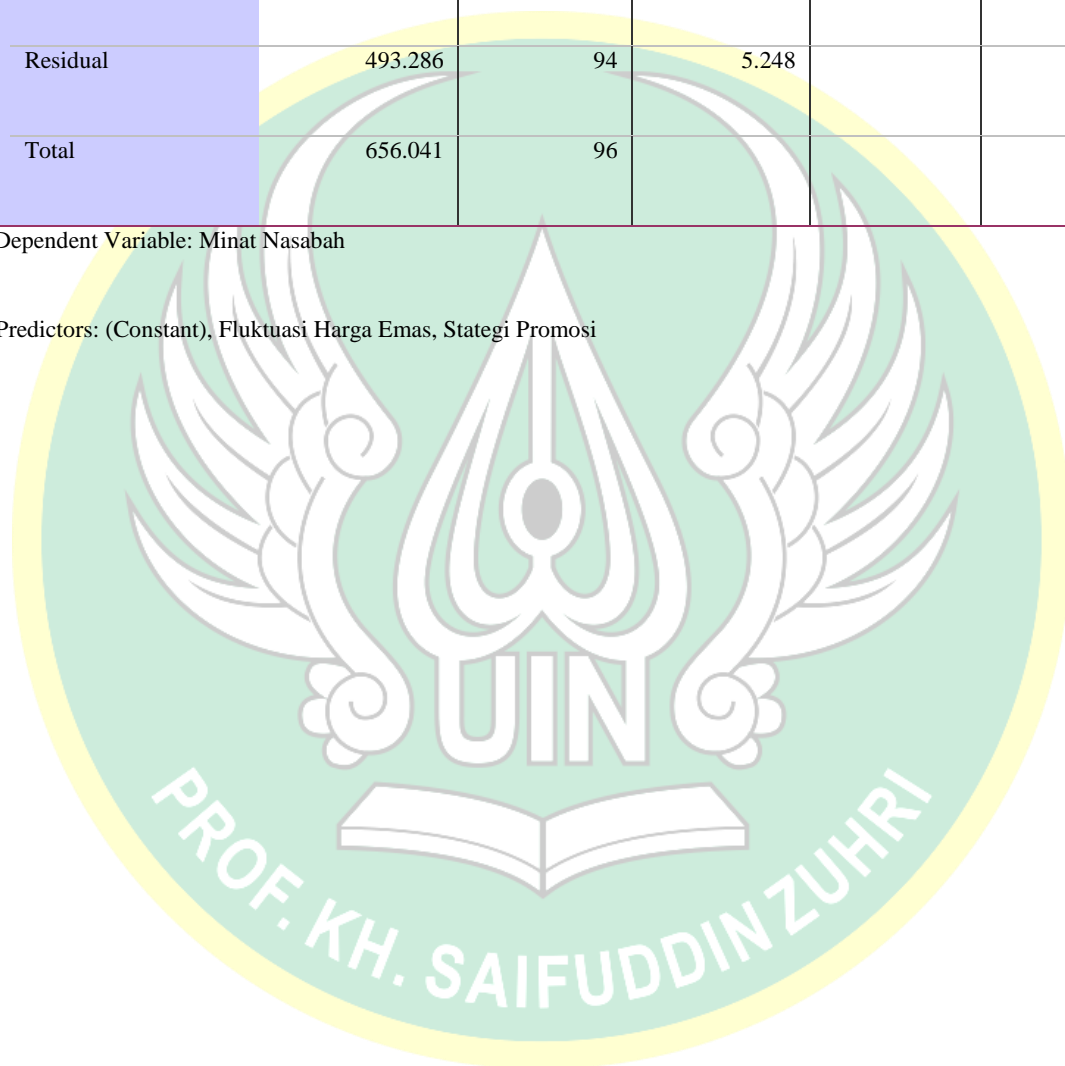 Residual 493.286 94 5.248
Total 656.041 96
Dependent Variable: Minat Nasabah
Predictors: (Constant), Fluktuasi Harga Emas, Stategi Promosi
UIN
PROF. KH. SAIFUDDIN ZUHRI